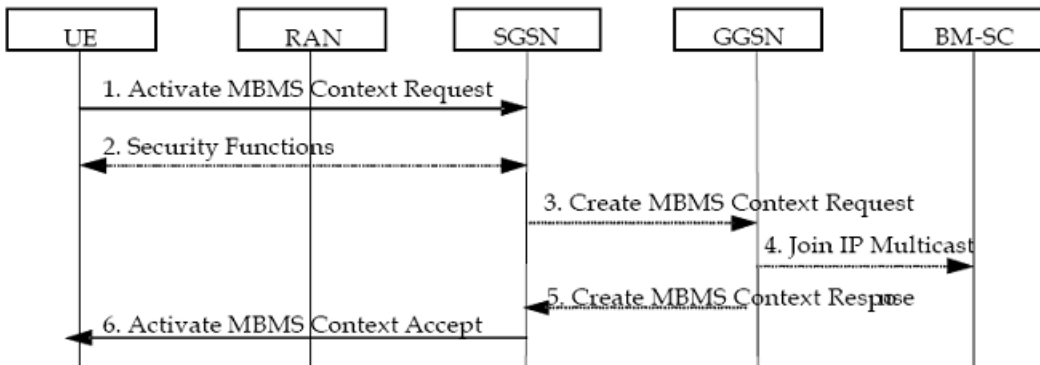 UE RAN SGSN GGSN BM-SC
1. Activate MBMS Context Request
2. Security Functions
3. Create MBMS Context Request
4. Join IP Multicast
5. Create MBMS Context Response
6. Activate MBMS Context Accept